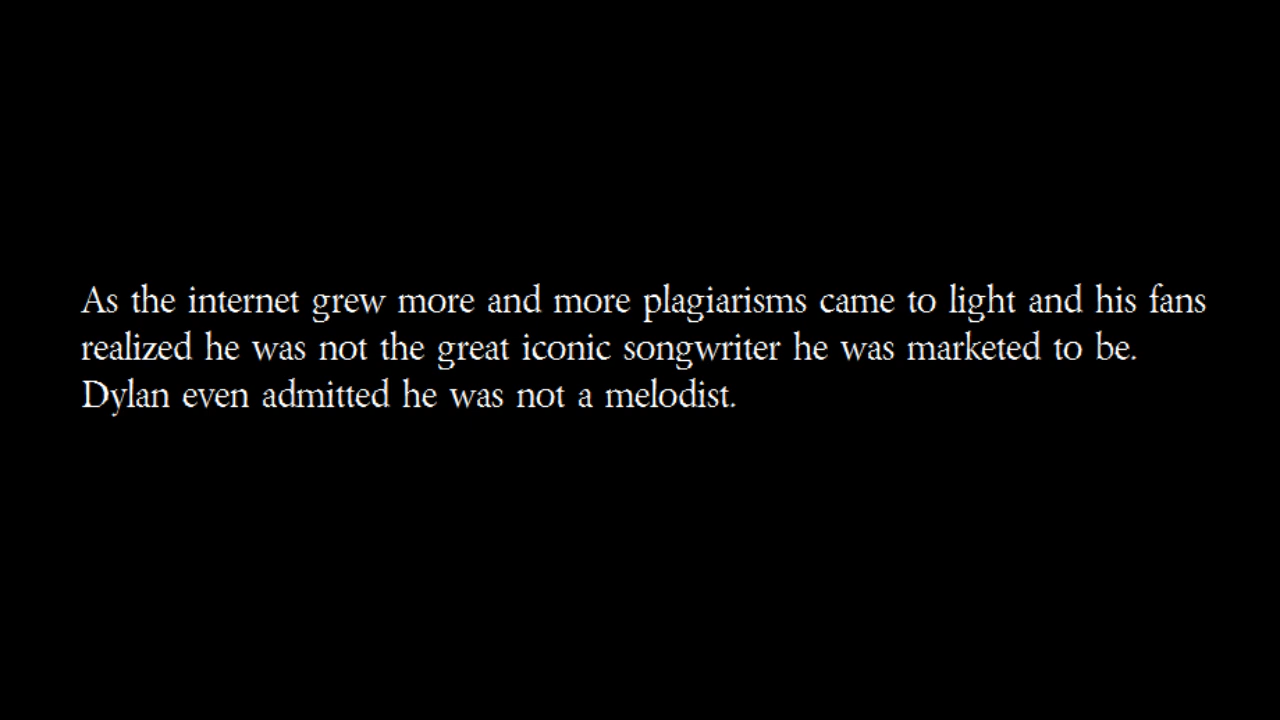 As the internet grew more and more plagiarisms came to light and his fans
realized he was not the great iconic songwriter he was marketed to be.
Dylan even admitted he was not a melodist.